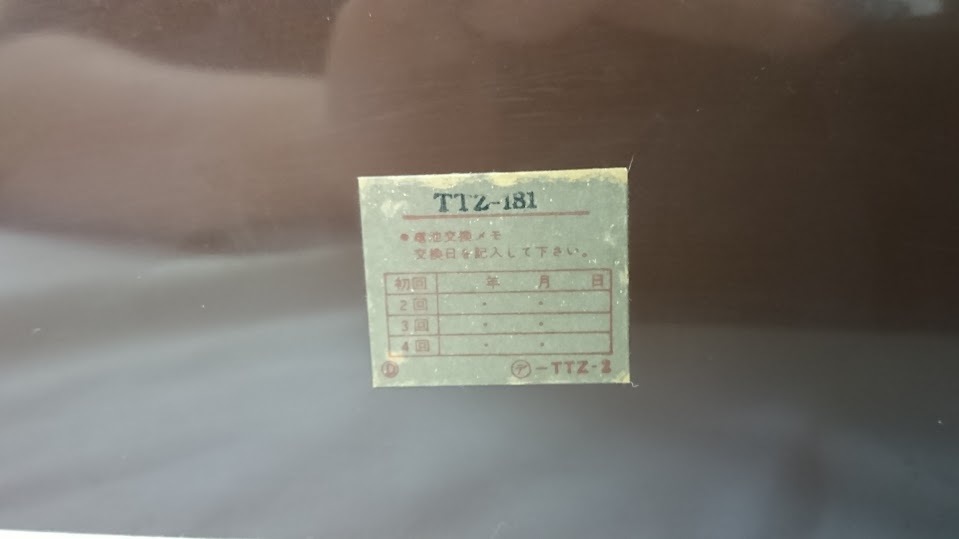 TTZ-181
●電池交換メモ
交換日を記入して下さい。
初回 年 月 日
2回 ・ ・
3回 ・ ・
4回 ・ ・
㋢-TTZ-2